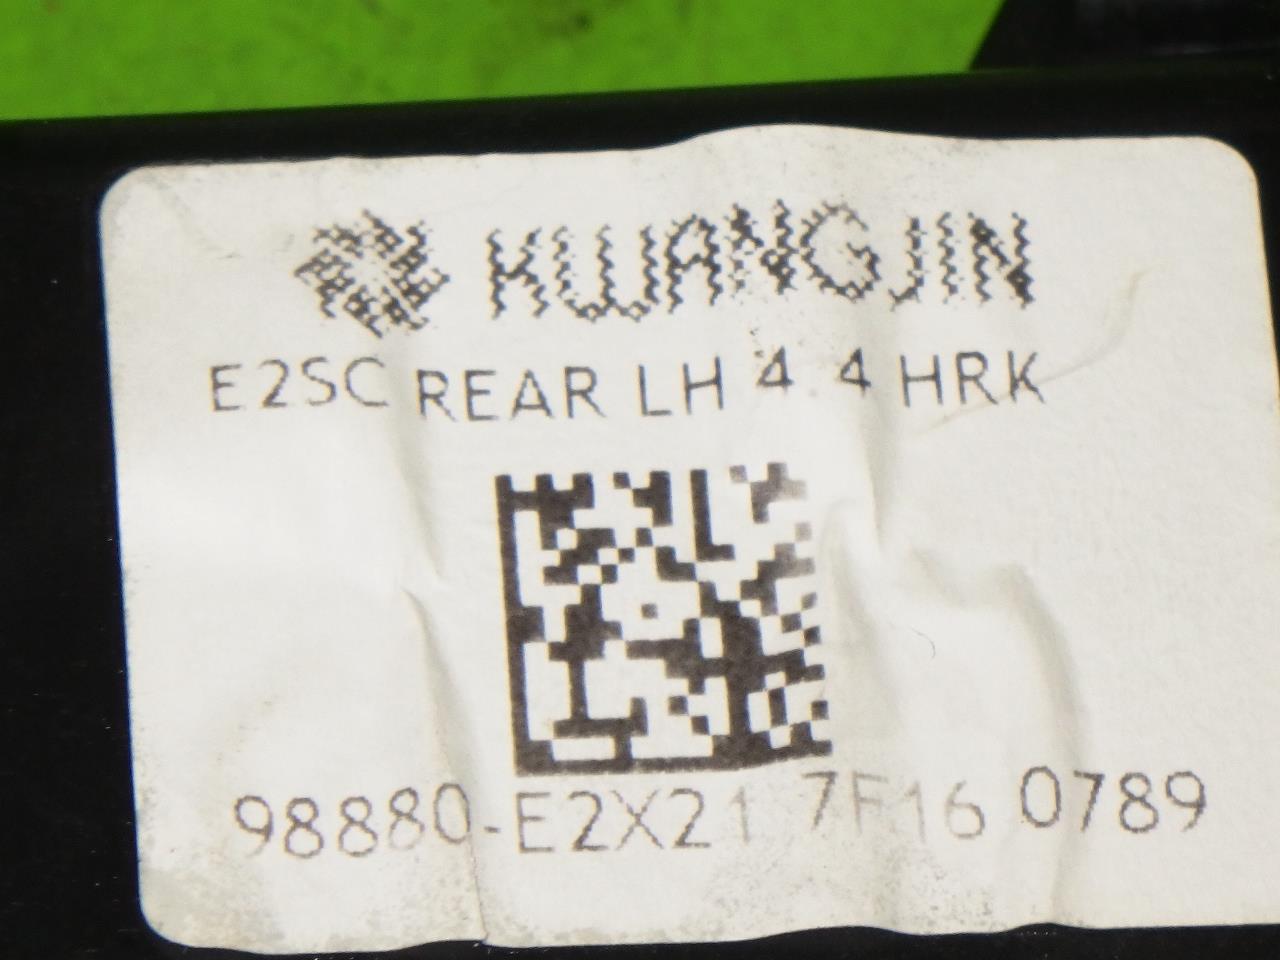 KWANGJIN
E2SC REAR LH 4 4 HRK
98880-E2X21 7F16 0789